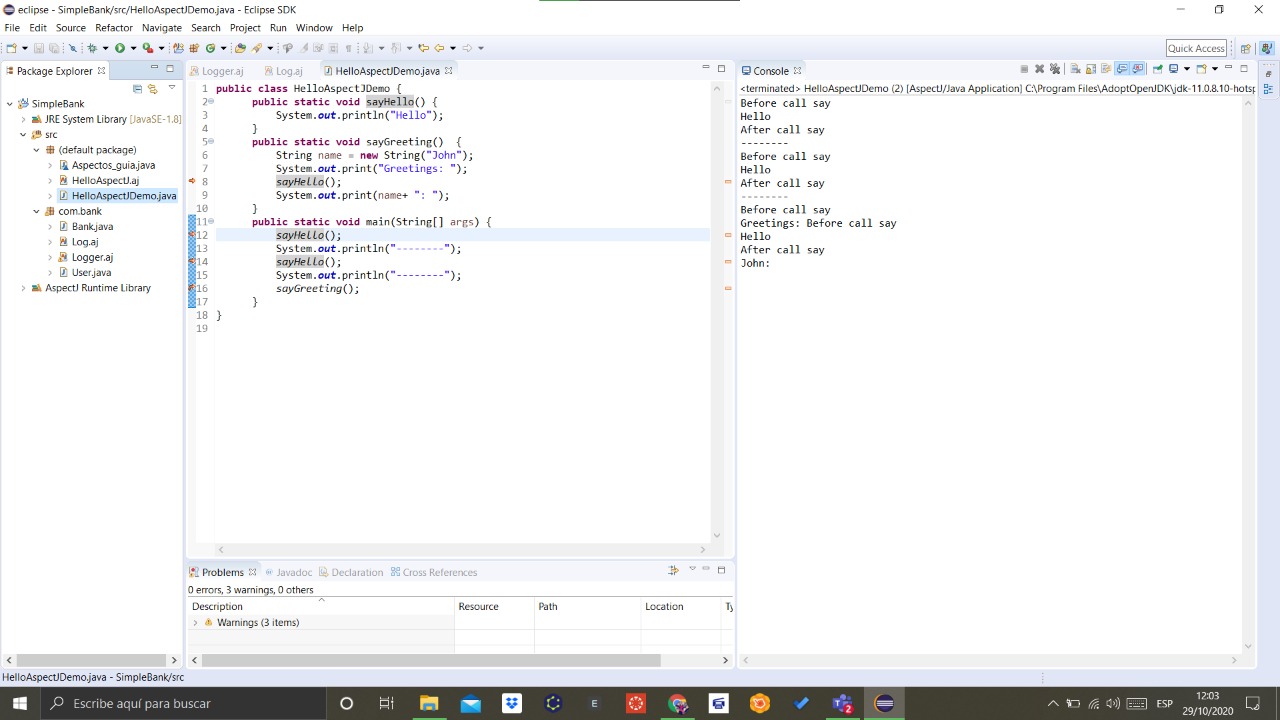 eclipse - SimpleBank/src/HelloAspectJDemo.java - Eclipse SDK
File Edit Source Refactor Navigate Search Project Run Window Help
Quick Access
Package Explorer
SimpleBank
JRE System Library [JavaSE-1.8]
src
(default package)
Aspectos_guia.java
HelloAspectJ.aj
HelloAspectJDemo.java
com.bank
Bank.java
Log.aj
Logger.aj
User.java
AspectJ Runtime Library
Logger.aj Log.aj HelloAspectJDemo.java
1 public class HelloAspectJDemo {
2 public static void sayHello() {
3 System.out.println("Hello");
4 }
5 public static void sayGreeting() {
6 String name = new String("John");
7 System.out.print("Greetings: ");
8 sayHello();
9 System.out.print(name+ ": ");
10 }
11 public static void main(String[] args) {
12 sayHello();
13 System.out.println("--------");
14 sayHello();
15 System.out.println("--------");
16 sayGreeting();
17 }
18 }
19
Problems Javadoc Declaration Cross References
0 errors, 3 warnings, 0 others
Description Resource Path Location Ty
Warnings (3 items)
Console
<terminated> HelloAspectJDemo (2) [AspectJ/Java Application] C:\Program Files\AdoptOpenJDK\jdk-11.0.8.10-hotsp
Before call say
Hello
After call say
--------
Before call say
Hello
After call say
--------
Before call say
Greetings: Before call say
Hello
After call say
John:
HelloAspectJDemo.java - SimpleBank/src
Escribe aquí para buscar
E
2
ESP
12:03
29/10/2020